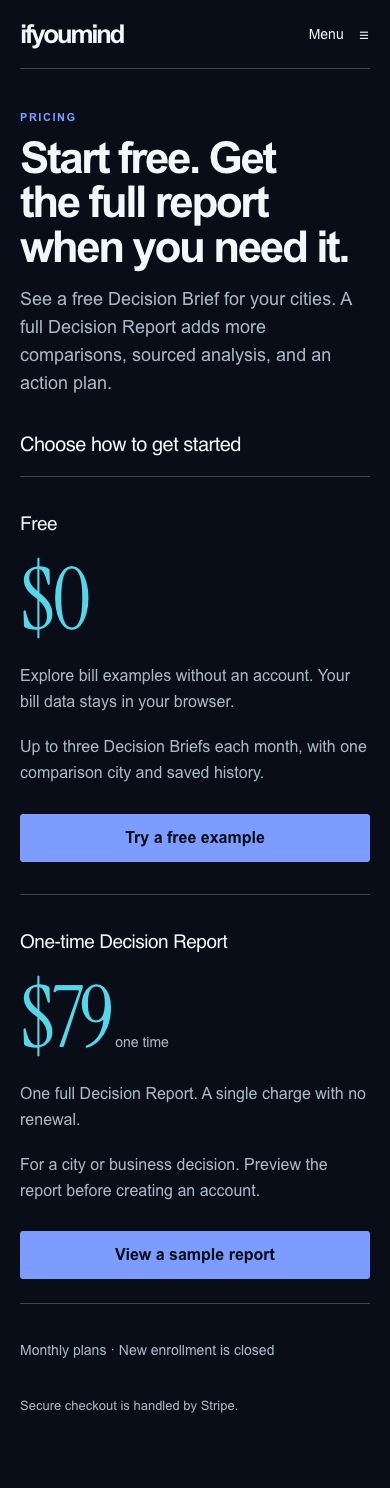 ifyoumind
Menu ≡
PRICING
Start free. Get
the full report
when you need it.
See a free Decision Brief for your cities. A
full Decision Report adds more
comparisons, sourced analysis, and an
action plan.
Choose how to get started
Free
$0
Explore bill examples without an account. Your
bill data stays in your browser.
Up to three Decision Briefs each month, with one
comparison city and saved history.
Try a free example
One-time Decision Report
$79 one time
One full Decision Report. A single charge with no
renewal.
For a city or business decision. Preview the
report before creating an account.
View a sample report
Monthly plans · New enrollment is closed
Secure checkout is handled by Stripe.